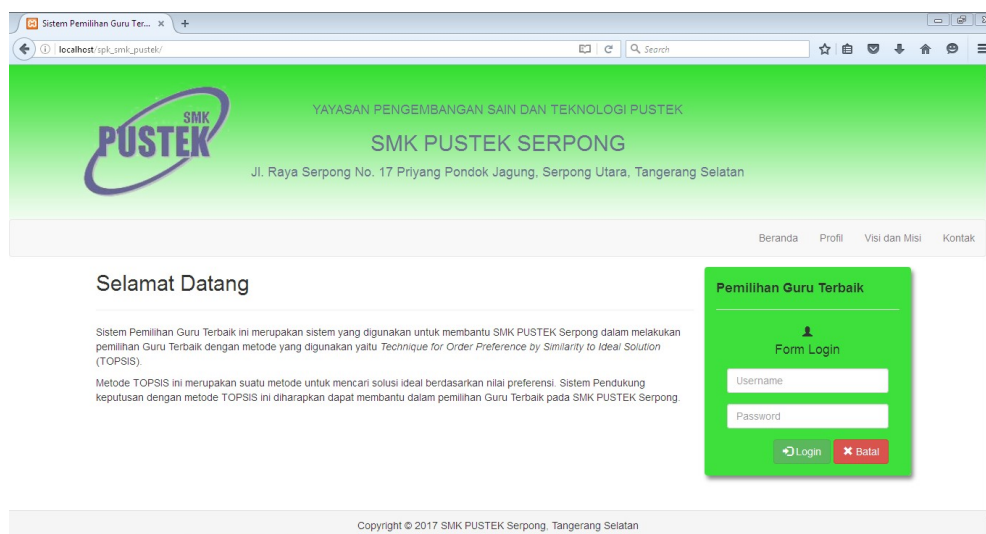 Sistem Pemilihan Guru Ter...
localhost/spk_smk_pustek/
Search
SMK
PUSTEK
YAYASAN PENGEMBANGAN SAIN DAN TEKNOLOGI PUSTEK
SMK PUSTEK SERPONG
Jl. Raya Serpong No. 17 Priyang Pondok Jagung, Serpong Utara, Tangerang Selatan
Beranda Profil Visi dan Misi Kontak
Selamat Datang
Sistem Pemilihan Guru Terbaik ini merupakan sistem yang digunakan untuk membantu SMK PUSTEK Serpong dalam melakukan
pemilihan Guru Terbaik dengan metode yang digunakan yaitu Technique for Order Preference by Similarity to Ideal Solution
(TOPSIS).
Metode TOPSIS ini merupakan suatu metode untuk mencari solusi ideal berdasarkan nilai preferensi. Sistem Pendukung
keputusan dengan metode TOPSIS ini diharapkan dapat membantu dalam pemilihan Guru Terbaik pada SMK PUSTEK Serpong.
Pemilihan Guru Terbaik
Form Login
Username
Password
Login Batal
Copyright © 2017 SMK PUSTEK Serpong, Tangerang Selatan